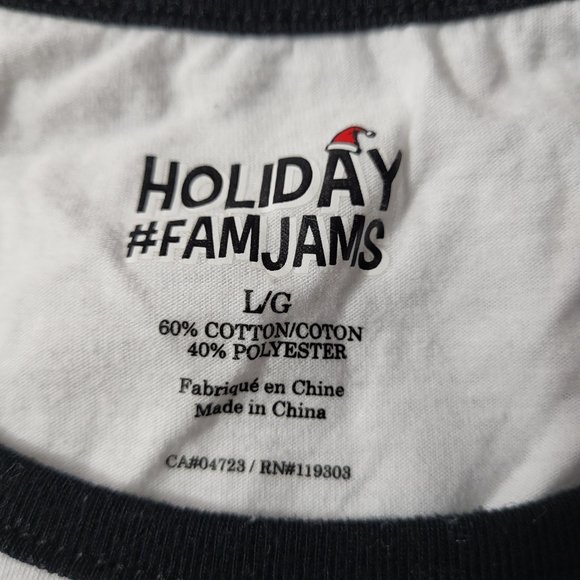 HOLIDAY
#FAMJAMS
L/G
60% COTTON/COTON
40% POLYESTER
Fabriqué en Chine
Made in China
CA#04723 / RN#119303